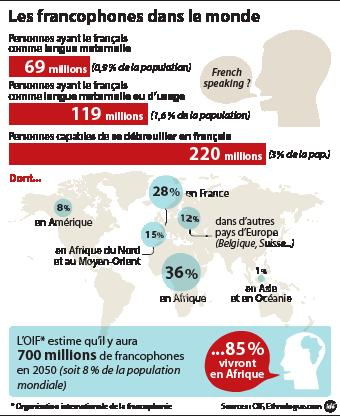 Les francophones dans le monde
Personnes ayant le français
comme langue maternelle
69 millions (0,9 % de la population)
Personnes ayant le français
comme langue maternelle ou d'usage
119 millions (1,6 % de la population)
French
speaking ?
Personnes capables de se débrouiller en français
220 millions (3% de la pop.)
Dont...
28% en France
8%
en Amérique
12% dans d'autres
pays d'Europe
(Belgique, Suisse...)
15%
en Afrique du Nord
et au Moyen-Orient
36%
en Afrique
1%
en Asie
et en Océanie
L'OIF* estime qu'il y aura
700 millions de francophones
en 2050 (soit 8 % de la population
mondiale)
...85%
vivront
en Afrique
* Organisation internationale de la francophonie
Sources : OIF, Ethnologue.com
idé